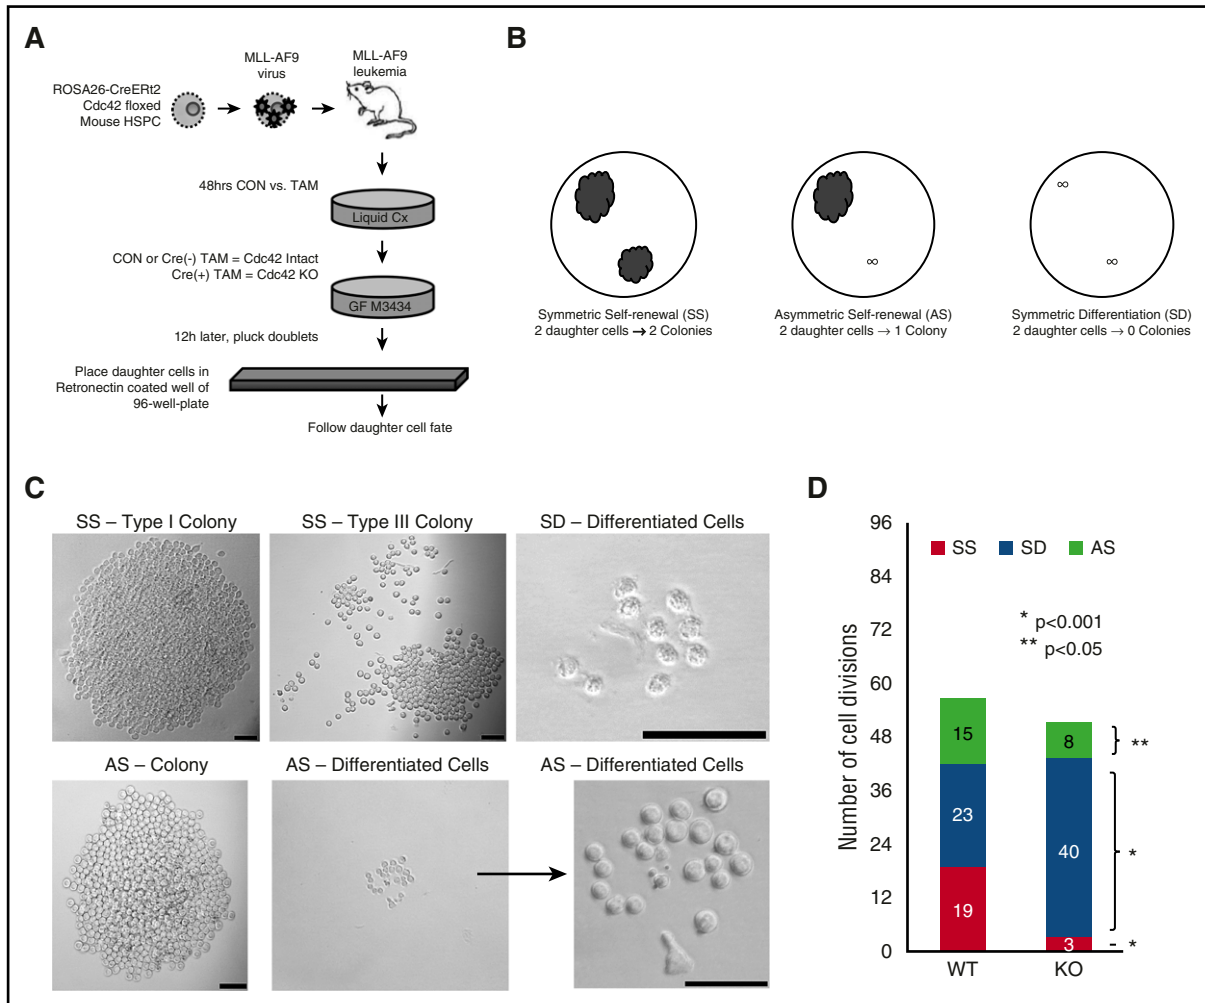 A
MLL-AF9
virus
MLL-AF9
leukemia
ROSA26-CreERt2
Cdc42 floxed
Mouse HSPC
48hrs CON vs. TAM
Liquid Cx
CON or Cre(-) TAM = Cdc42 Intact
Cre(+) TAM = Cdc42 KO
GF M3434
12h later, pluck doublets
Place daughter cells in
Retronectin coated well of
96-well-plate
Follow daughter cell fate
B
∞
∞
∞
Symmetric Self-renewal (SS)
2 daughter cells → 2 Colonies
Asymmetric Self-renewal (AS)
2 daughter cells → 1 Colony
Symmetric Differentiation (SD)
2 daughter cells → 0 Colonies
C
SS – Type I Colony
SS – Type III Colony
SD – Differentiated Cells
AS – Colony
AS – Differentiated Cells
AS – Differentiated Cells
D
Number of cell divisions
96
84
72
60
48
36
24
12
0
SS SD AS
* p<0.001
** p<0.05
15
23
19
8
40
3
**
*
*
WT
KO